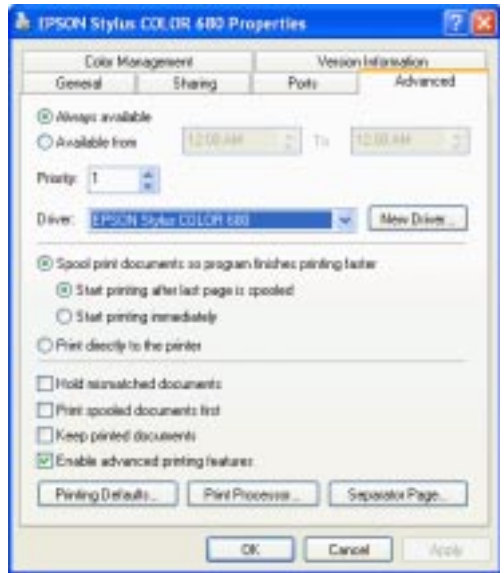 EPSON Stylus COLOR 680 Properties
Color Management Version Information
General Sharing Ports Advanced
Always available
Available from 12:00 AM To 12:00 AM
Priority: 1
Driver: EPSON Stylus COLOR 680 New Driver...
Spool print documents so program finishes printing faster
Start printing after last page is spooled
Start printing immediately
Print directly to the printer
Hold mismatched documents
Print spooled documents first
Keep printed documents
Enable advanced printing features
Printing Defaults... Print Processor... Separator Page...
OK Cancel Apply